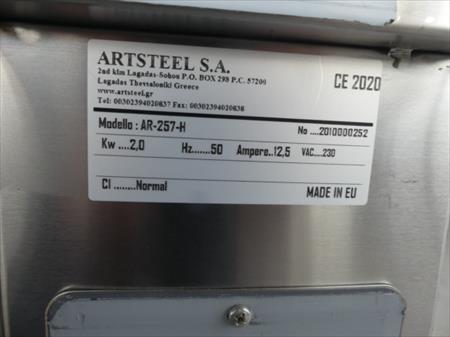 ARTSTEEL S.A.
2nd klm Lagadas-Sohou P.O. BOX 298 P.C. 57200
Lagadas Thessaloniki Greece
www.artsteel.gr
Tel: 00302394020837 Fax: 00302394020838
CE 2020
Modello : AR-257-H No ....2010000252
Kw ....2,0 Hz.......50 Ampere..12,5 VAC....230
Cl .......Normal MADE IN EU